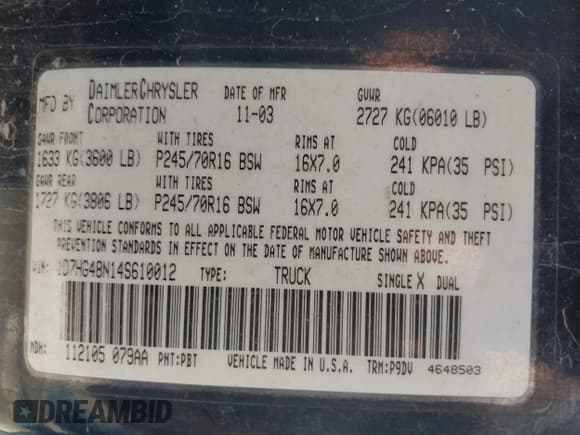 MFD BY DAIMLERCHRYSLER CORPORATION DATE OF MFR 11-03 GVWR 2727 KG(06010 LB)
GAWR FRONT WITH TIRES RIMS AT COLD
1633 KG(3600 LB) P245/70R16 BSW 16X7.0 241 KPA(35 PSI)
GAWR REAR WITH TIRES RIMS AT COLD
1727 KG(3806 LB) P245/70R16 BSW 16X7.0 241 KPA(35 PSI)
THIS VEHICLE CONFORMS TO ALL APPLICABLE FEDERAL MOTOR VEHICLE SAFETY AND THEFT
PREVENTION STANDARDS IN EFFECT ON THE DATE OF MANUFACTURE SHOWN ABOVE.
VIN: 1D7HG48N14S610012 TYPE: TRUCK SINGLE X DUAL
MDH: 112105 079AA PNT:PBT VEHICLE MADE IN U.S.A. TRM:P9DV 4648503
DREAMBID